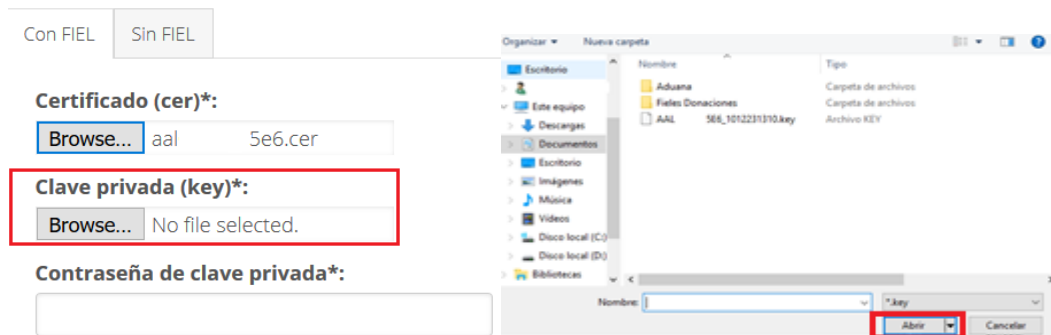 Con FIEL
Sin FIEL
Certificado (cer)*:
Browse... aal 5e6.cer
Clave privada (key)*:
Browse... No file selected.
Contraseña de clave privada*:
Organizar Nueva carpeta
Escritorio
Este equipo
Descargas
Documentos
Escritorio
Imágenes
Música
Vídeos
Disco local (C:)
Disco local (D:)
Bibliotecas
Nombre Tipo
Aduana Carpeta de archivos
Fieles Donaciones Carpeta de archivos
AAL 5E6_1012231310.key Archivo KEY
Nombre: *.key
Abrir Cancelar